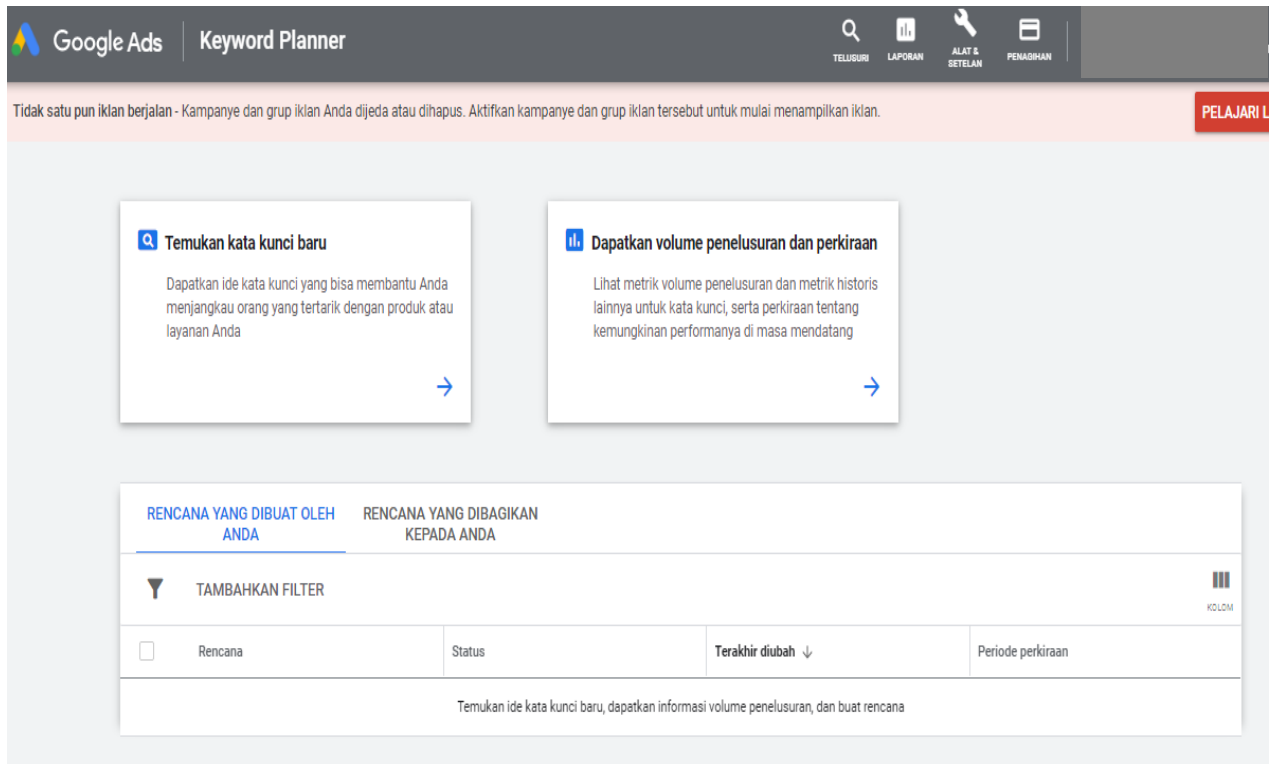 Google Ads
Keyword Planner
TELUSURI
LAPORAN
ALAT &
SETELAN
PENAGIHAN
Tidak satu pun iklan berjalan - Kampanye dan grup iklan Anda dijeda atau dihapus. Aktifkan kampanye dan grup iklan tersebut untuk mulai menampilkan iklan.
PELAJARI L
Temukan kata kunci baru
Dapatkan ide kata kunci yang bisa membantu Anda
menjangkau orang yang tertarik dengan produk atau
layanan Anda
Dapatkan volume penelusuran dan perkiraan
Lihat metrik volume penelusuran dan metrik historis
lainnya untuk kata kunci, serta perkiraan tentang
kemungkinan performanya di masa mendatang
RENCANA YANG DIBUAT OLEH
ANDA
RENCANA YANG DIBAGIKAN
KEPADA ANDA
TAMBAHKAN FILTER
KOLOM
Rencana
Status
Terakhir diubah
Periode perkiraan
Temukan ide kata kunci baru, dapatkan informasi volume penelusuran, dan buat rencana